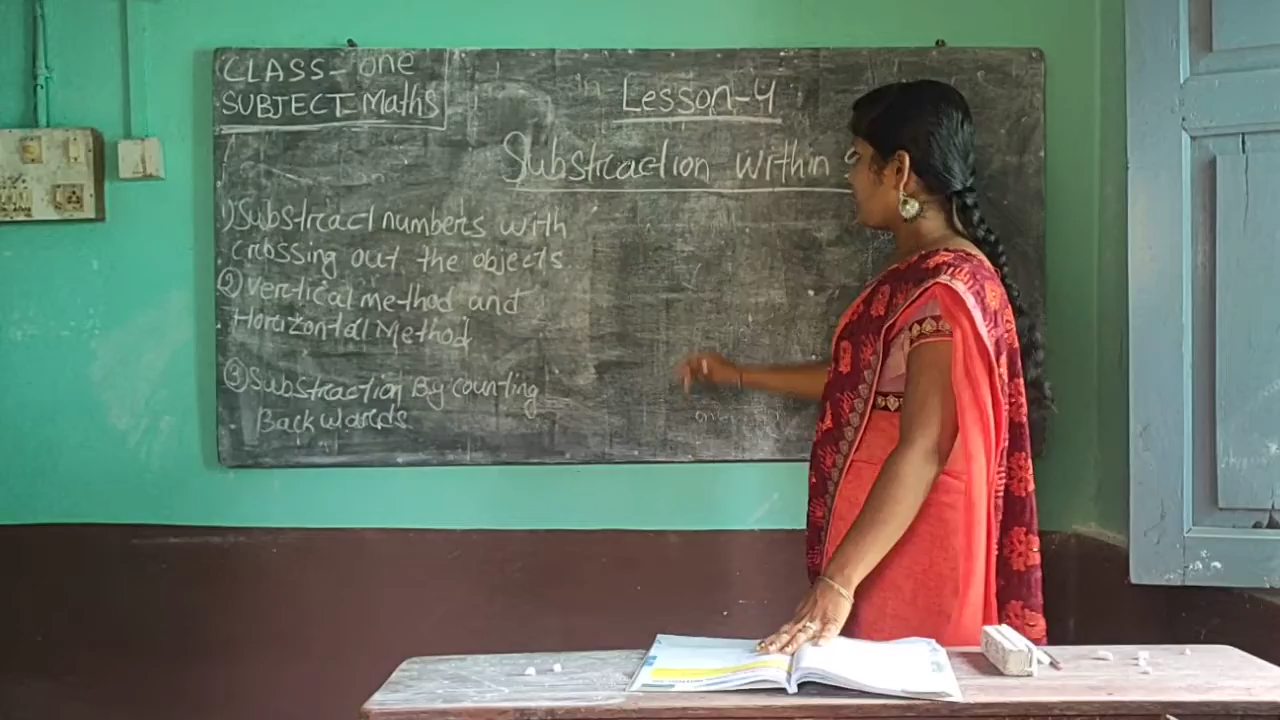 CLASS- one
SUBJECT Maths
Lesson-4
Substraction within
1) Substract numbers with
crossing out the objects
② Vertical method and
Horizontal Method
③ Substraction By counting
Backwards